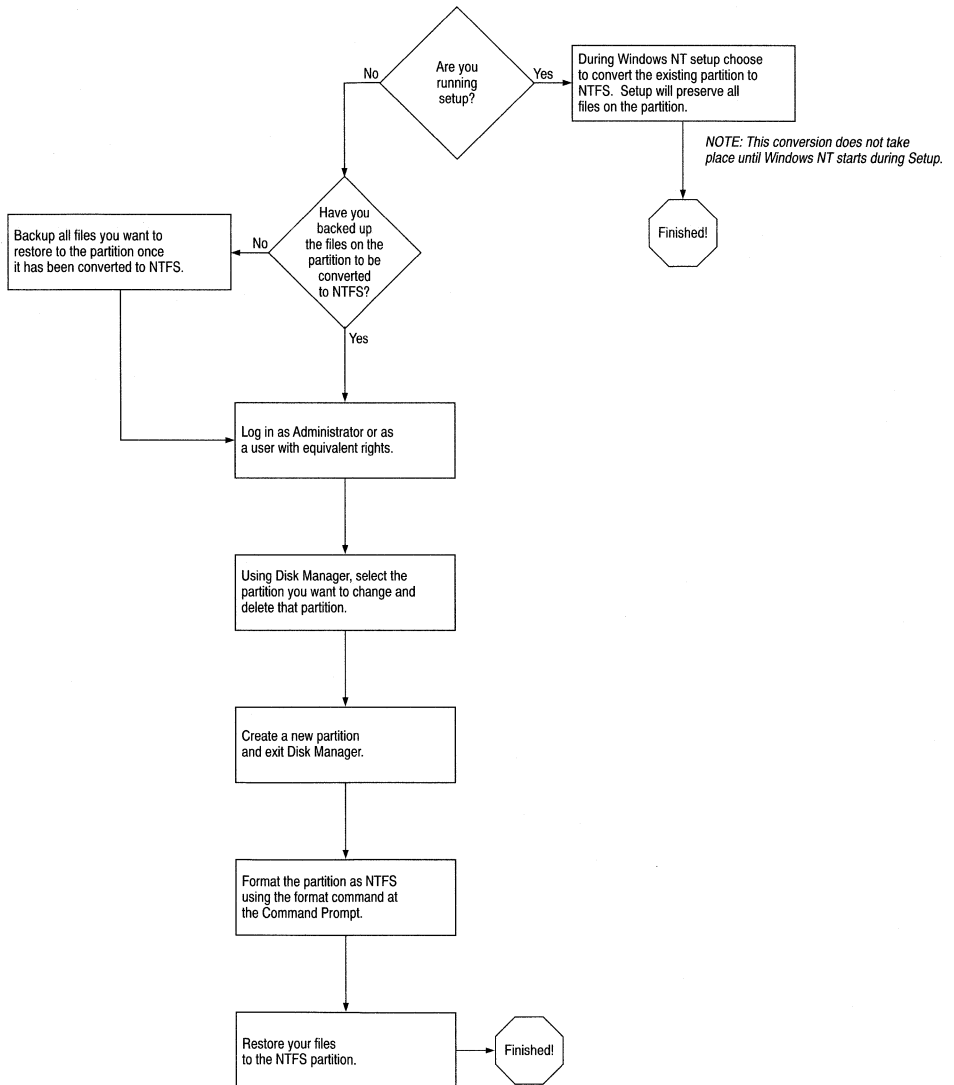 Are you
running
setup?
No
Yes
During Windows NT setup choose
to convert the existing partition to
NTFS. Setup will preserve all
files on the partition.
NOTE: This conversion does not take
place until Windows NT starts during Setup.
Finished!
Have you
backed up
the files on the
partition to be
converted
to NTFS?
No
Yes
Backup all files you want to
restore to the partition once
it has been converted to NTFS.
Log in as Administrator or as
a user with equivalent rights.
Using Disk Manager, select the
partition you want to change and
delete that partition.
Create a new partition
and exit Disk Manager.
Format the partition as NTFS
using the format command at
the Command Prompt.
Restore your files
to the NTFS partition.
Finished!